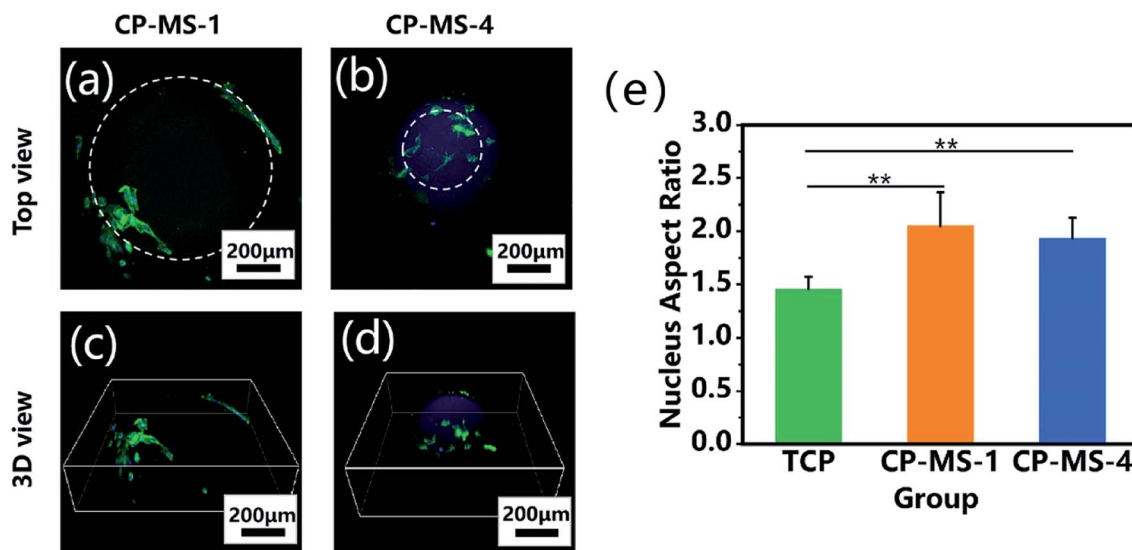 CP-MS-1
CP-MS-4
Top view
(a)
200μm
(b)
200μm
3D view
(c)
200μm
(d)
200μm
(e)
Nucleus Aspect Ratio
3.0
2.5
2.0
1.5
1.0
0.5
0.0
**
**
TCP CP-MS-1 CP-MS-4
Group